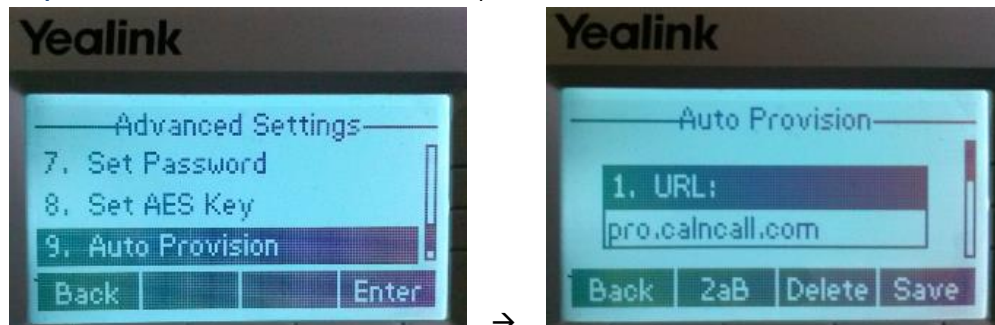 Yealink
Advanced Settings
7. Set Password
8. Set AES Key
9. Auto Provision
Back Enter
→
Yealink
Auto Provision
1. URL:
pro.calncall.com
Back 2aB Delete Save